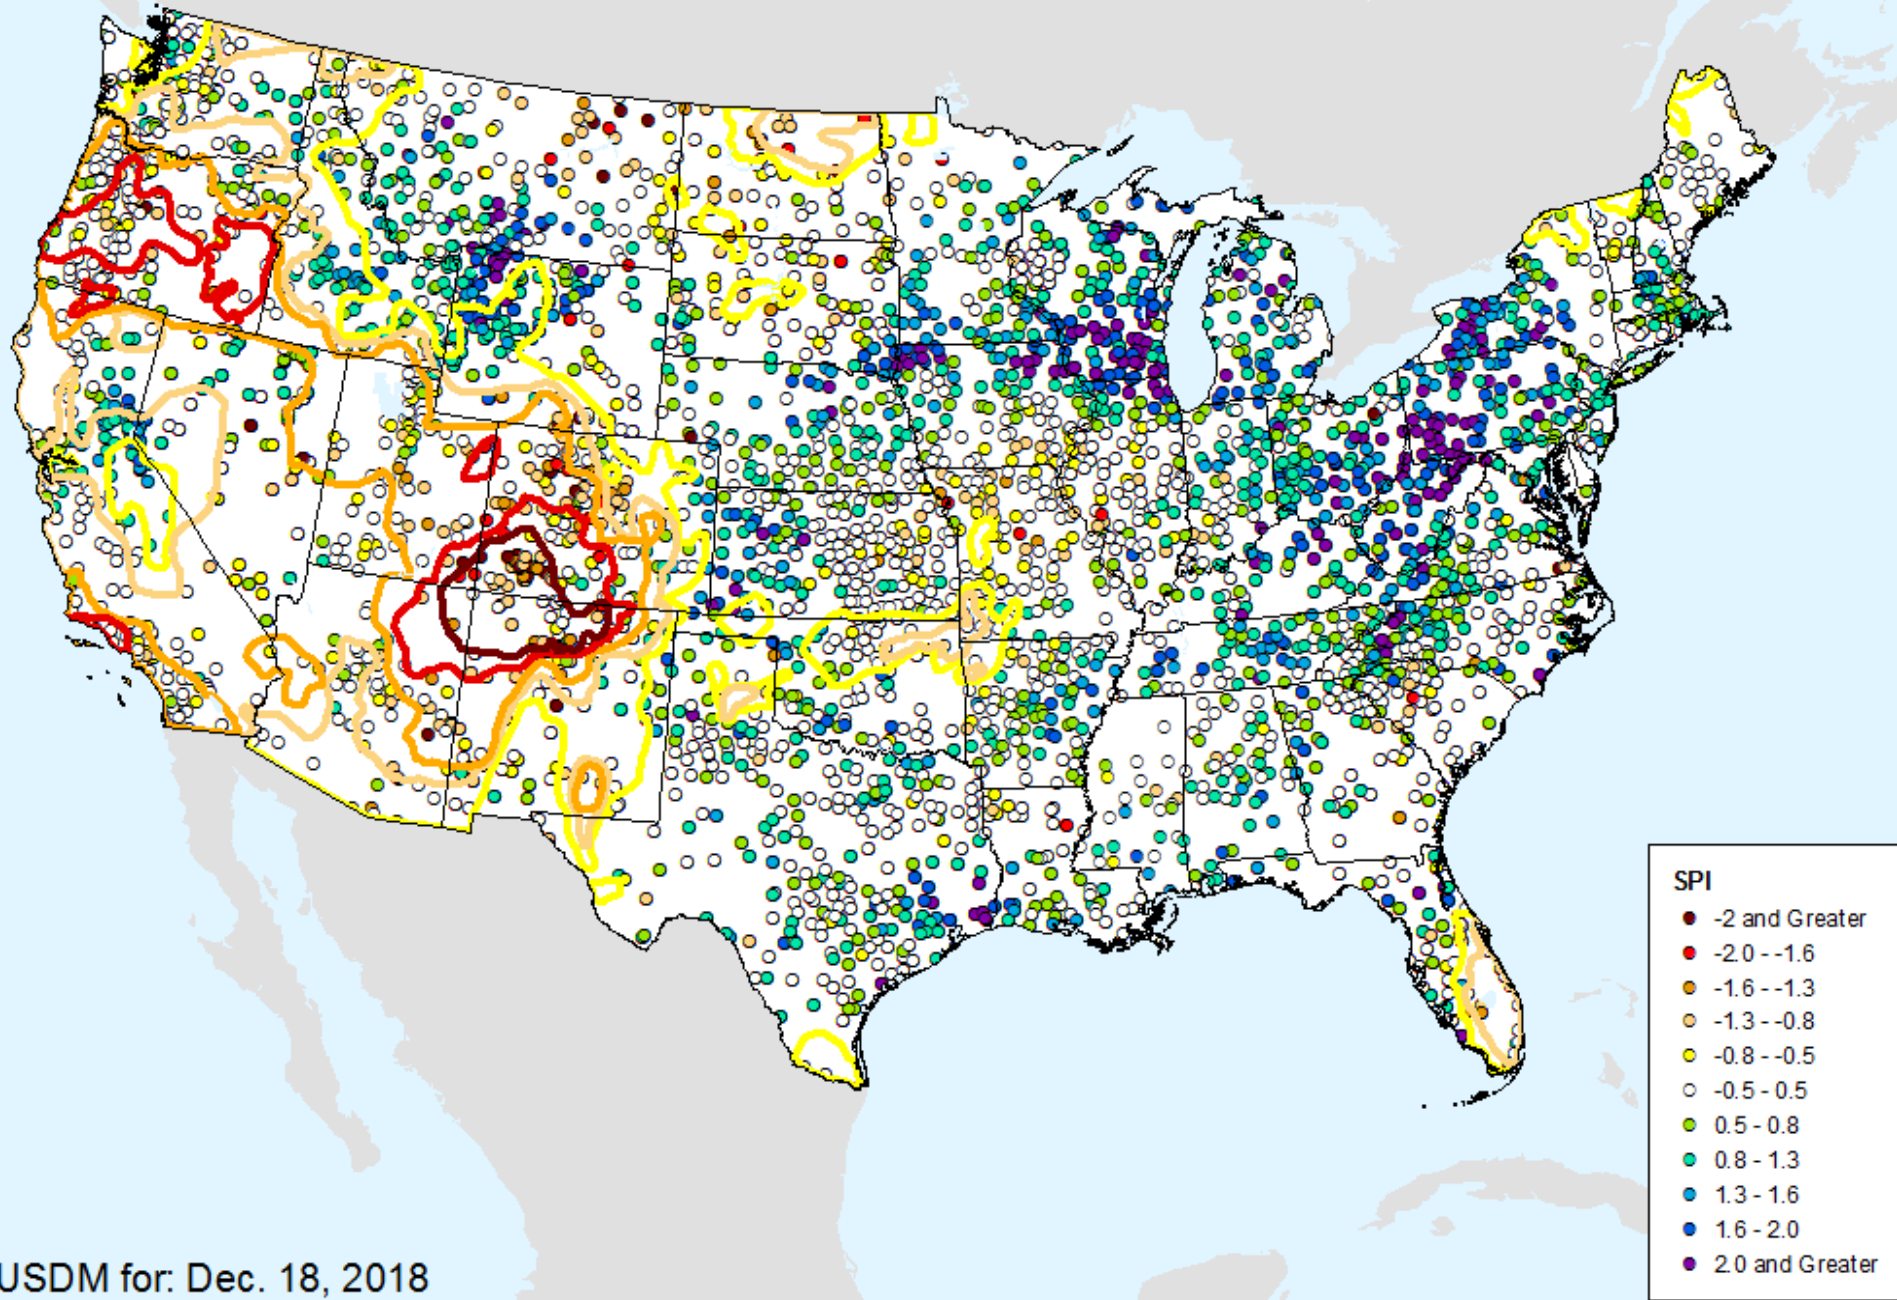 SPI
-2 and Greater
-2.0 - -1.6
-1.6 - -1.3
-1.3 - -0.8
-0.8 - -0.5
-0.5 - 0.5
0.5 - 0.8
0.8 - 1.3
1.3 - 1.6
1.6 - 2.0
2.0 and Greater
USDM for: Dec. 18, 2018